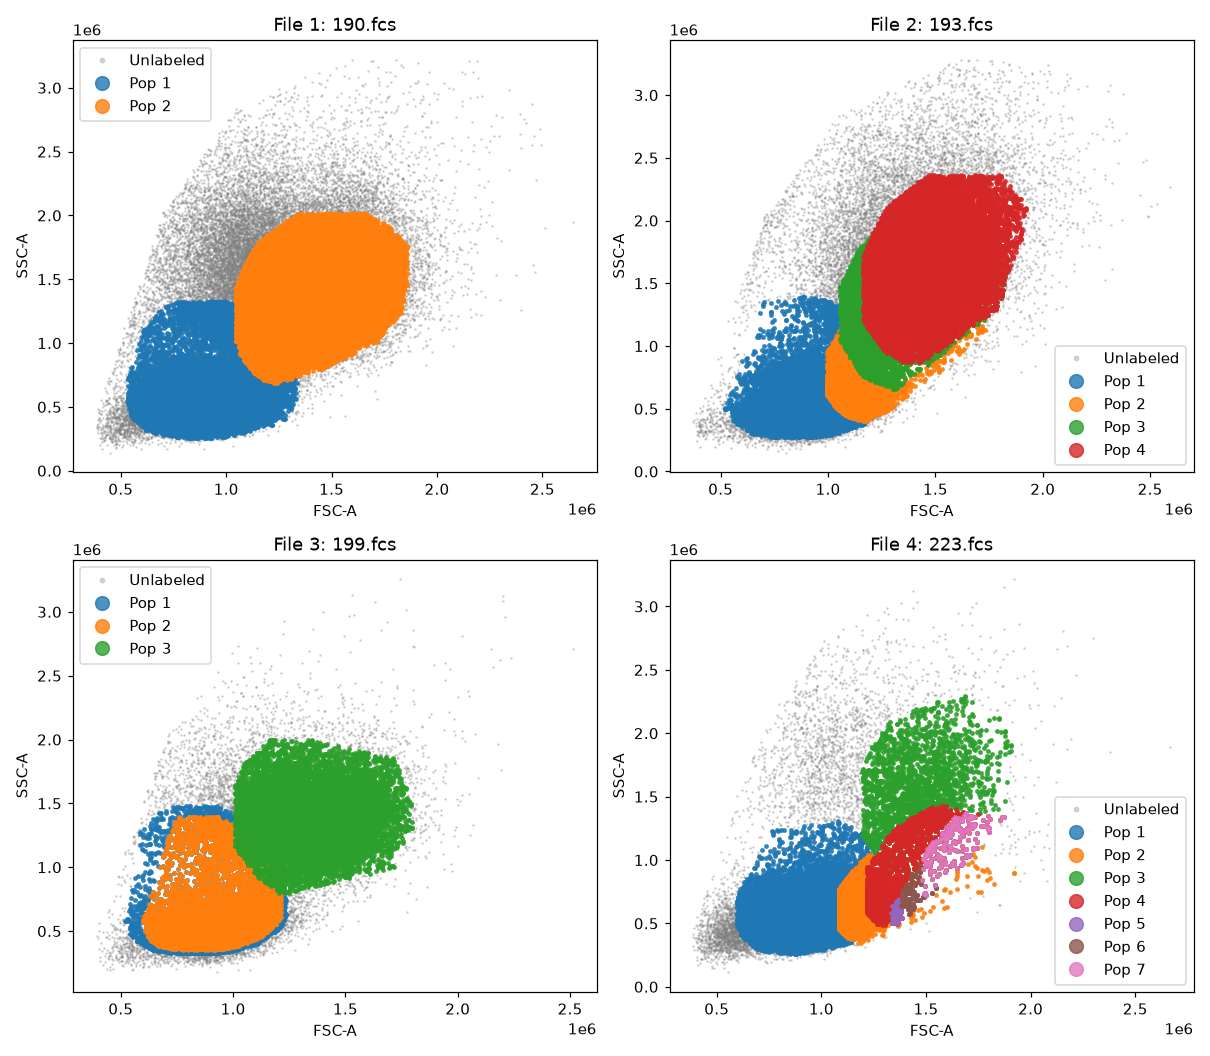 File 1: 190.fcs
1e6
SSC-A
3.0
2.5
2.0
1.5
1.0
0.5
0.0
Unlabeled
Pop 1
Pop 2
0.5 1.0 1.5 2.0 2.5
FSC-A
1e6
File 2: 193.fcs
1e6
SSC-A
3.0
2.5
2.0
1.5
1.0
0.5
0.0
Unlabeled
Pop 1
Pop 2
Pop 3
Pop 4
0.5 1.0 1.5 2.0 2.5
FSC-A
1e6
File 3: 199.fcs
1e6
SSC-A
3.0
2.5
2.0
1.5
1.0
0.5
Unlabeled
Pop 1
Pop 2
Pop 3
0.5 1.0 1.5 2.0 2.5
FSC-A
1e6
File 4: 223.fcs
1e6
SSC-A
3.0
2.5
2.0
1.5
1.0
0.5
0.0
Unlabeled
Pop 1
Pop 2
Pop 3
Pop 4
Pop 5
Pop 6
Pop 7
0.5 1.0 1.5 2.0 2.5
FSC-A
1e6